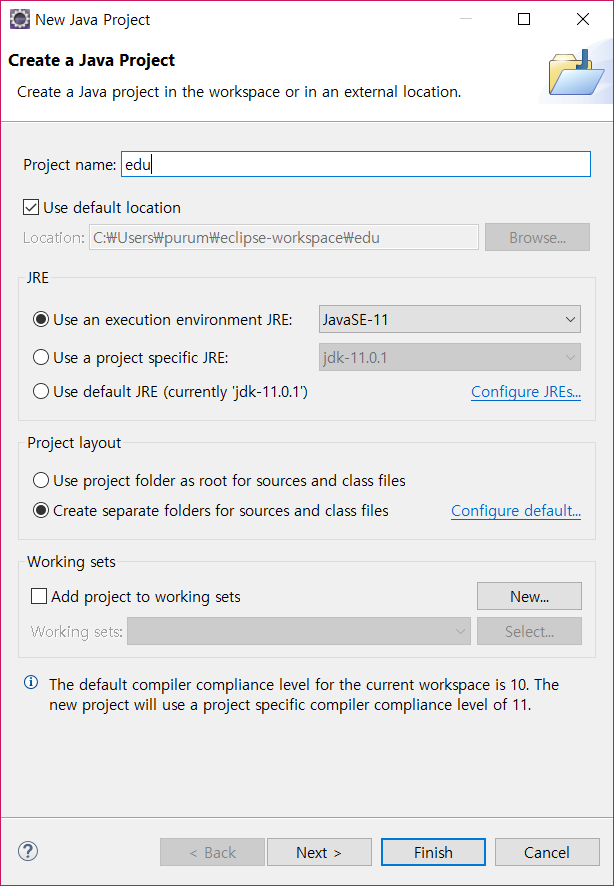 New Java Project
Create a Java Project
Create a Java project in the workspace or in an external location.
Project name: edu
Use default location
Location: C:₩Users₩purum₩eclipse-workspace₩edu Browse...
JRE
Use an execution environment JRE: JavaSE-11
Use a project specific JRE: jdk-11.0.1
Use default JRE (currently 'jdk-11.0.1') Configure JREs...
Project layout
Use project folder as root for sources and class files
Create separate folders for sources and class files Configure default...
Working sets
Add project to working sets New...
Working sets: Select...
The default compiler compliance level for the current workspace is 10. The
new project will use a project specific compiler compliance level of 11.
? < Back Next > Finish Cancel